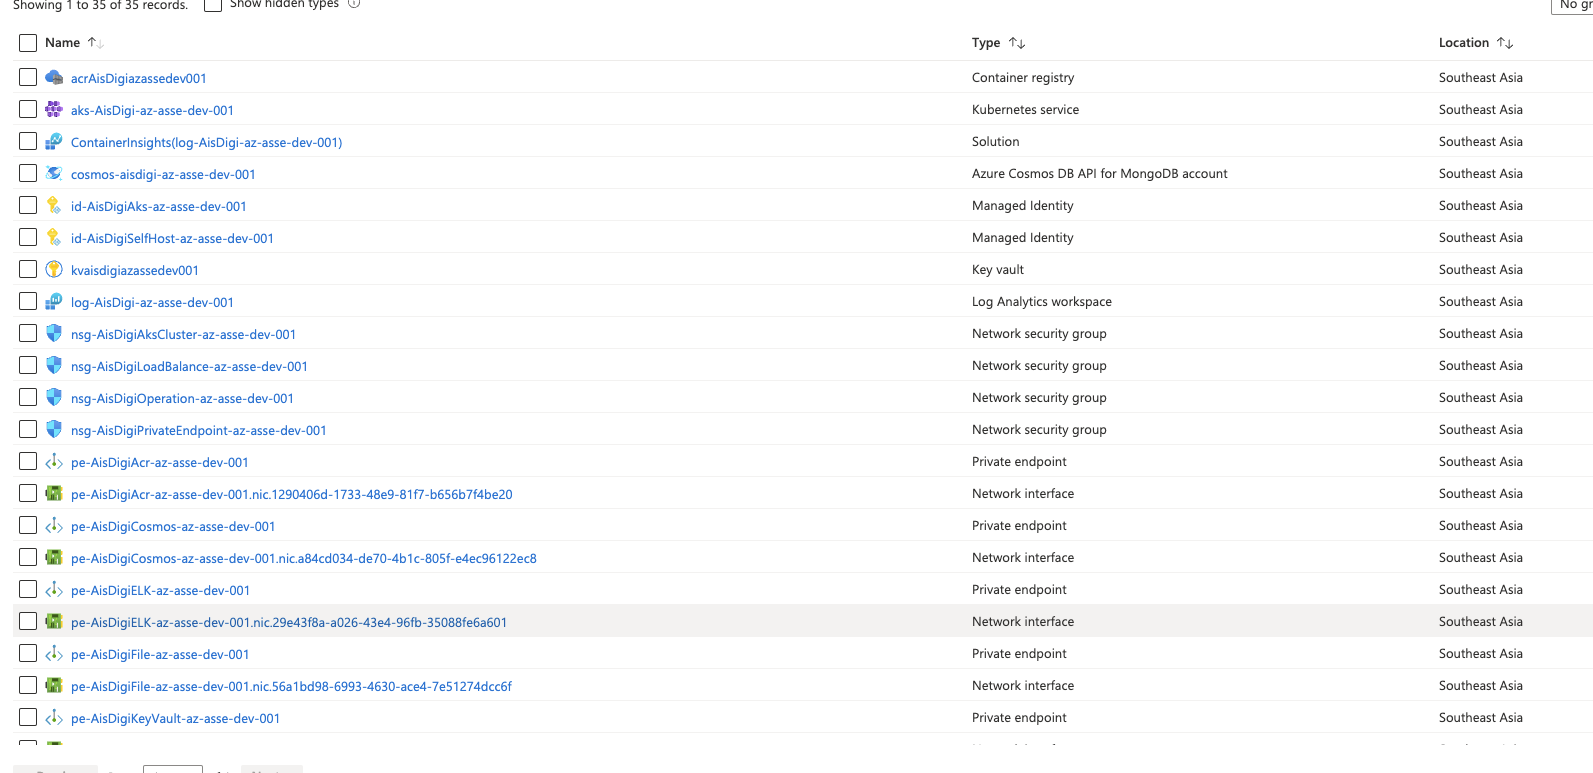 Showing 1 to 35 of 35 records. Show hidden types
Name Type Location
acrAisDigiazassedev001 Container registry Southeast Asia
aks-AisDigi-az-asse-dev-001 Kubernetes service Southeast Asia
ContainerInsights(log-AisDigi-az-asse-dev-001) Solution Southeast Asia
cosmos-aisdigi-az-asse-dev-001 Azure Cosmos DB API for MongoDB account Southeast Asia
id-AisDigiAks-az-asse-dev-001 Managed Identity Southeast Asia
id-AisDigiSelfHost-az-asse-dev-001 Managed Identity Southeast Asia
kvaisdigiazassedev001 Key vault Southeast Asia
log-AisDigi-az-asse-dev-001 Log Analytics workspace Southeast Asia
nsg-AisDigiAksCluster-az-asse-dev-001 Network security group Southeast Asia
nsg-AisDigiLoadBalance-az-asse-dev-001 Network security group Southeast Asia
nsg-AisDigiOperation-az-asse-dev-001 Network security group Southeast Asia
nsg-AisDigiPrivateEndpoint-az-asse-dev-001 Network security group Southeast Asia
pe-AisDigiAcr-az-asse-dev-001 Private endpoint Southeast Asia
pe-AisDigiAcr-az-asse-dev-001.nic.1290406d-1733-48e9-81f7-b656b7f4be20 Network interface Southeast Asia
pe-AisDigiCosmos-az-asse-dev-001 Private endpoint Southeast Asia
pe-AisDigiCosmos-az-asse-dev-001.nic.a84cd034-de70-4b1c-805f-e4ec96122ec8 Network interface Southeast Asia
pe-AisDigiELK-az-asse-dev-001 Private endpoint Southeast Asia
pe-AisDigiELK-az-asse-dev-001.nic.29e43f8a-a026-43e4-96fb-35088fe6a601 Network interface Southeast Asia
pe-AisDigiFile-az-asse-dev-001 Private endpoint Southeast Asia
pe-AisDigiFile-az-asse-dev-001.nic.56a1bd98-6993-4630-ace4-7e51274dcc6f Network interface Southeast Asia
pe-AisDigiKeyVault-az-asse-dev-001 Private endpoint Southeast Asia